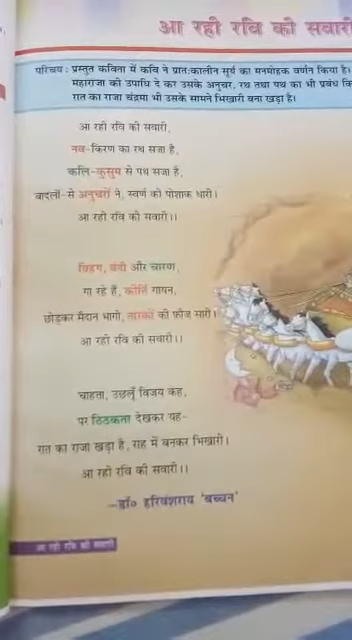 आ रही रवि की सवारी
परिचय : प्रस्तुत कविता में कवि ने प्रातःकालीन सूर्य का मनमोहक वर्णन किया है।
महाराजा की उपाधि दे कर उसके अनुचर, रथ तथा पथ का भी प्रबंध कि
रात का राजा चंद्रमा भी उसके सामने भिखारी बना खड़ा है।
आ रही रवि की सवारी,
नव-किरण का रथ सजा है,
कलि-कुसुम से पथ सजा है,
बादलों-से अनुचरों ने, स्वर्ण की पोशाक धारी।
आ रही रवि की सवारी।।
विहग, बंदी और चारण,
गा रहे हैं, कीर्ति गायन,
छोड़कर मैदान भागी, तारकों की फौज सारी।
आ रही रवि की सवारी।।
चाहता, उछलूँ विजय कह,
पर ठिठकता देखकर यह-
रात का राजा खड़ा है, राह में बनकर भिखारी।
आ रही रवि की सवारी।।
–डॉ० हरिवंशराय 'बच्चन'
आ रही रवि की सवारी